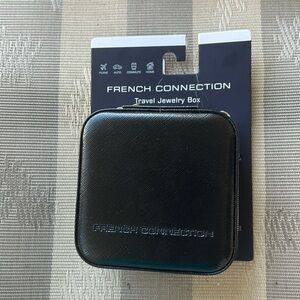 PLANE AUTO COMMUTE HOME
FRENCH CONNECTION
Travel Jewelry Box
FRENCH CONNECTION